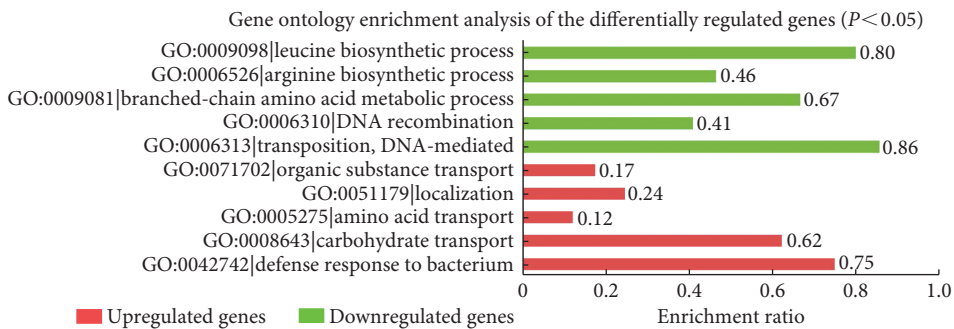 Gene ontology enrichment analysis of the differentially regulated genes (P<0.05)
GO:0009098|leucine biosynthetic process 0.80
GO:0006526|arginine biosynthetic process 0.46
GO:0009081|branched-chain amino acid metabolic process 0.67
GO:0006310|DNA recombination 0.41
GO:0006313|transposition, DNA-mediated 0.86
GO:0071702|organic substance transport 0.17
GO:0051179|localization 0.24
GO:0005275|amino acid transport 0.12
GO:0008643|carbohydrate transport 0.62
GO:0042742|defense response to bacterium 0.75
0 0.2 0.4 0.6 0.8 1.0
Upregulated genes Downregulated genes Enrichment ratio